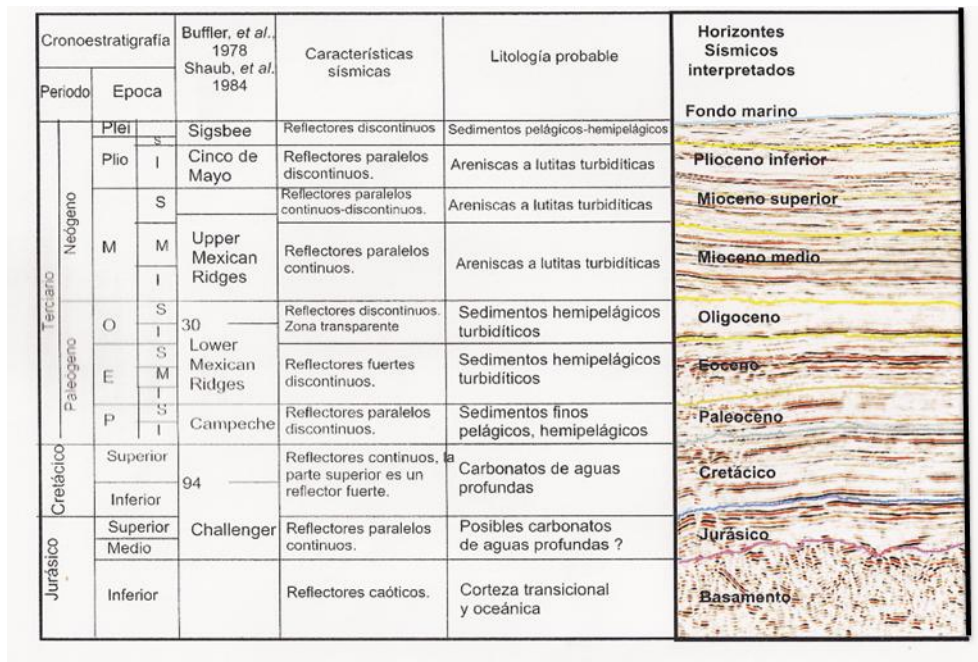 Cronoestratigrafía
Periodo
Epoca
Buffler, et al.,
1978
Shaub, et al.
1984
Características
sísmicas
Litología probable
Horizontes
Sísmicos
interpretados
Fondo marino
Terciano
Neógeno
Plei
S
Sigsbee
Reflectores discontinuos
Sedimentos pelágicos-hemipelágicos
Plio
I
Cinco de
Mayo
Reflectores paralelos
discontinuos.
Areniscas a lutitas turbidíticas
Plioceno inferior
M
S
Reflectores paralelos
continuos-discontinuos.
Areniscas a lutitas turbidíticas
Mioceno superior
M
I
Upper
Mexican
Ridges
Reflectores paralelos
continuos.
Areniscas a lutitas turbidíticas
Mioceno medio
Paleogeno
O
S
I
30
Reflectores discontinuos.
Zona transparente
Sedimentos hemipelágicos
turbidíticos
Oligoceno
E
S
M
I
Lower
Mexican
Ridges
Reflectores fuertes
discontinuos.
Sedimentos hemipelágicos
turbidíticos
Eoceno
P
S
I
Campeche
Reflectores paralelos
discontinuos.
Sedimentos finos
pelágicos, hemipelágicos
Paleoceno
Cretácico
Superior
Inferior
94
Reflectores continuos, la
parte superior es un
reflector fuerte.
Carbonatos de aguas
profundas
Cretácico
Jurásico
Superior
Medio
Challenger
Reflectores paralelos
continuos.
Posibles carbonatos
de aguas profundas ?
Jurásico
Inferior
Reflectores caóticos.
Corteza transicional
y oceánica
Basamento